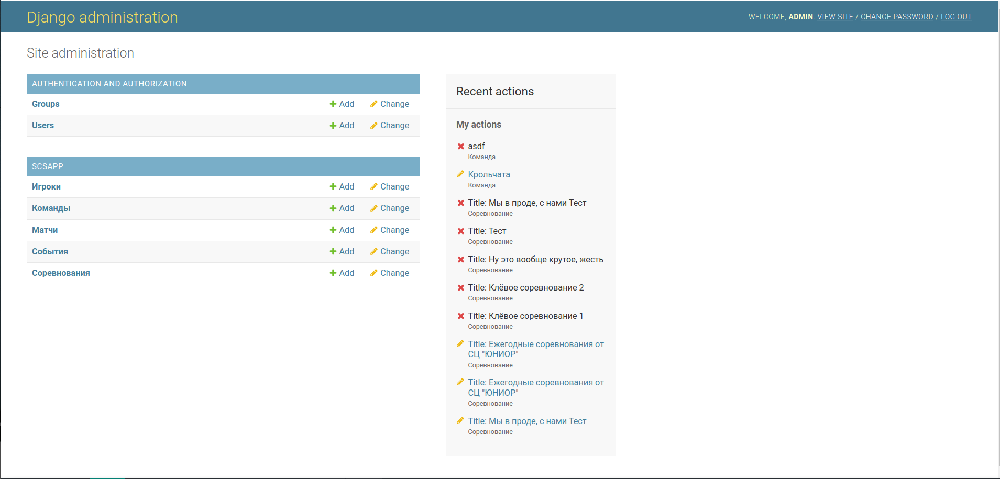 Django administration
WELCOME, ADMIN. VIEW SITE / CHANGE PASSWORD / LOG OUT
Site administration
AUTHENTICATION AND AUTHORIZATION
Groups Add Change
Users Add Change
SCSAPP
Игроки Add Change
Команды Add Change
Матчи Add Change
События Add Change
Соревнования Add Change
Recent actions
My actions
asdf
Команда
Крольчата
Команда
Title: Мы в проде, с нами Тест
Соревнование
Title: Тест
Соревнование
Title: Ну это вообще крутое, жесть
Соревнование
Title: Клёвое соревнование 2
Соревнование
Title: Клёвое соревнование 1
Соревнование
Title: Ежегодные соревнования от
СЦ "ЮНИОР"
Соревнование
Title: Ежегодные соревнования от
СЦ "ЮНИОР"
Соревнование
Title: Мы в проде, с нами Тест
Соревнование